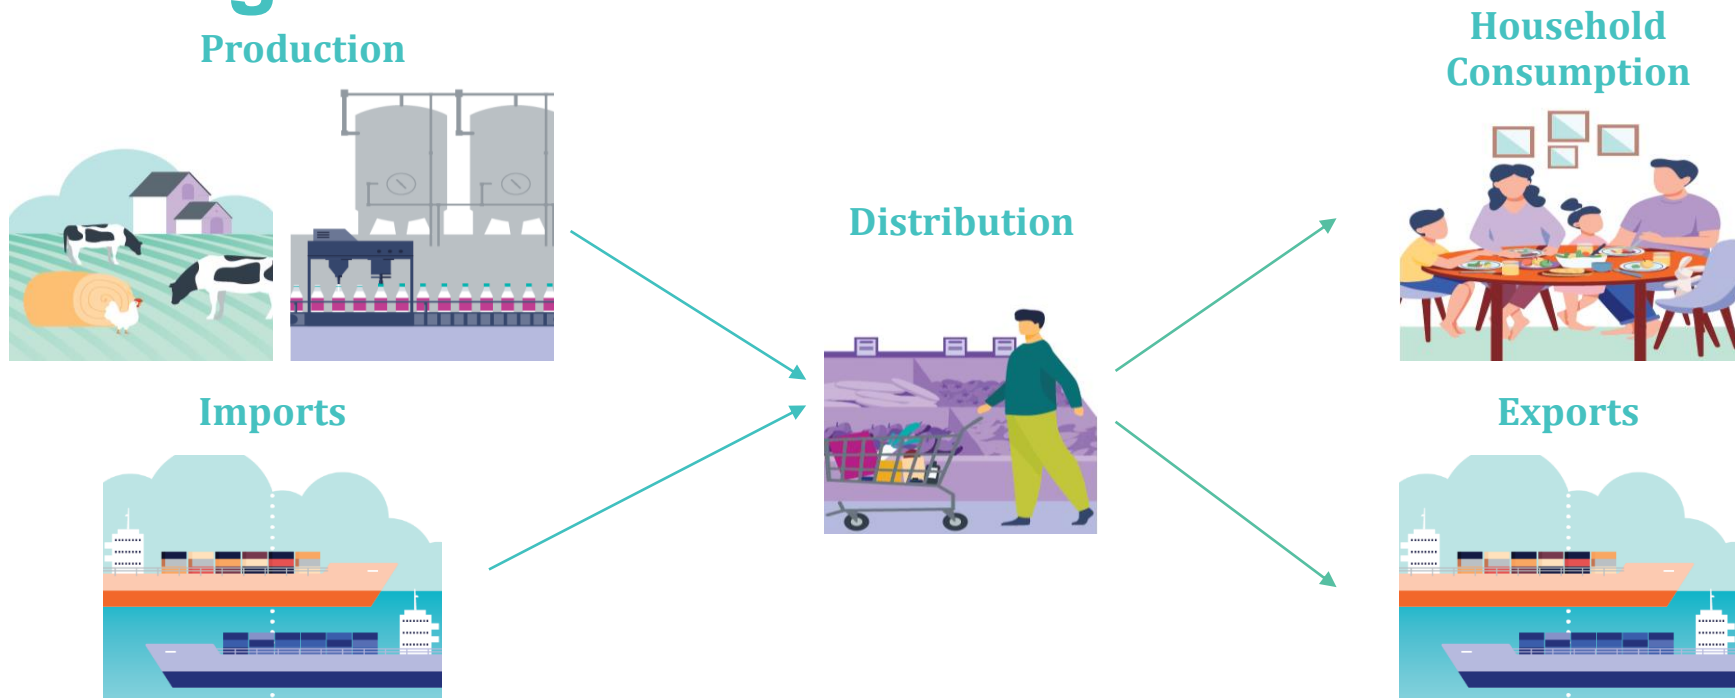 Production
Household
Consumption
Distribution
Imports
Exports